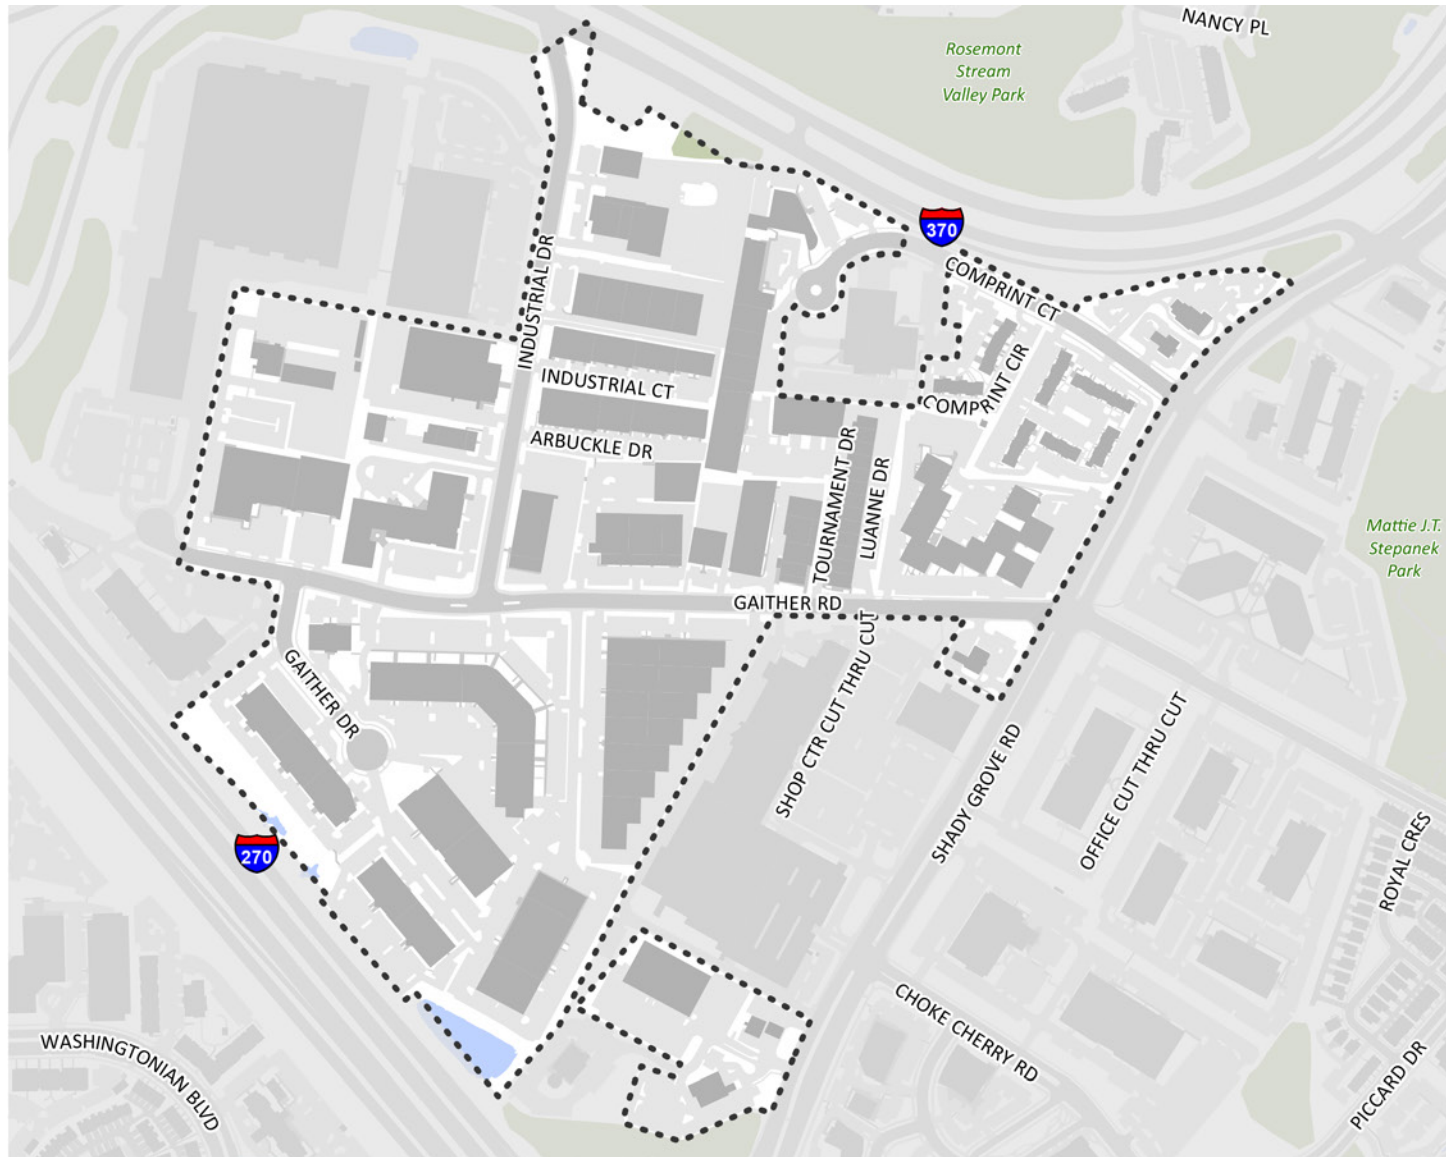 NANCY PL
Rosemont
Stream
Valley Park
370
COMPRINT CT
INDUSTRIAL DR
INDUSTRIAL CT
COMPRINT CIR
ARBUCKLE DR
TOURNAMENT DR
LUANNE DR
Mattie J.T.
Stepanek
Park
GAITHER RD
GAITHER DR
SHOP CTR CUT THRU CUT
SHADY GROVE RD
OFFICE CUT THRU CUT
270
ROYAL CRES
CHOKE CHERRY RD
WASHINGTONIAN BLVD
PICCARD DR